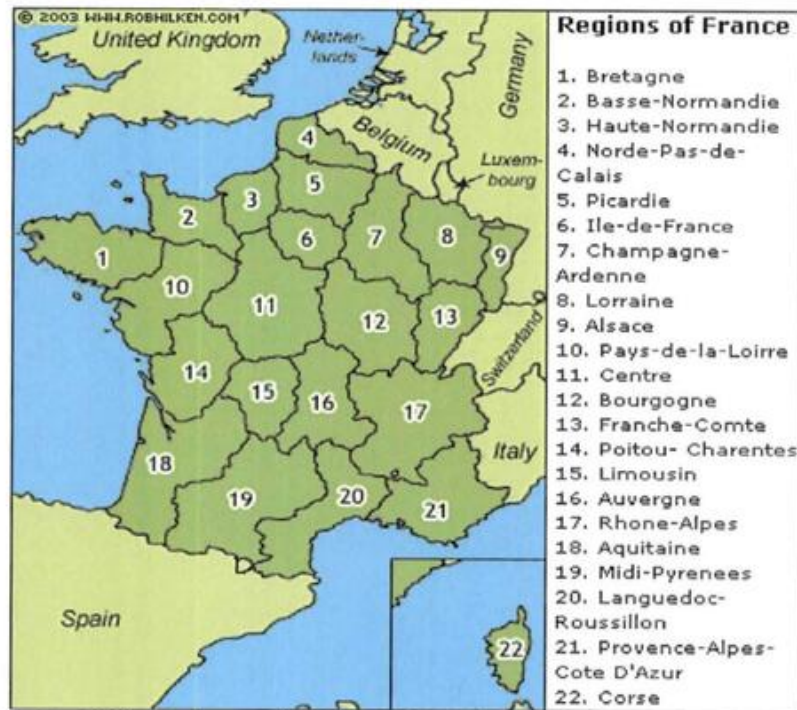 © 2003 WWW.ROBHILKEN.COM
United Kingdom
Nether-
lands
Germany
Belgium
Luxem-
bourg
4
5
3
2
6
7
8
9
1
10
11
12
13
Switzerland
14
15
16
17
Italy
18
19
20
21
Spain
22
Regions of France
1. Bretagne
2. Basse-Normandie
3. Haute-Normandie
4. Norde-Pas-de-
Calais
5. Picardie
6. Ile-de-France
7. Champagne-
Ardenne
8. Lorraine
9. Alsace
10. Pays-de-la-Loirre
11. Centre
12. Bourgogne
13. Franche-Comte
14. Poitou- Charentes
15. Limousin
16. Auvergne
17. Rhone-Alpes
18. Aquitaine
19. Midi-Pyrenees
20. Languedoc-
Roussillon
21. Provence-Alpes-
Cote D'Azur
22. Corse